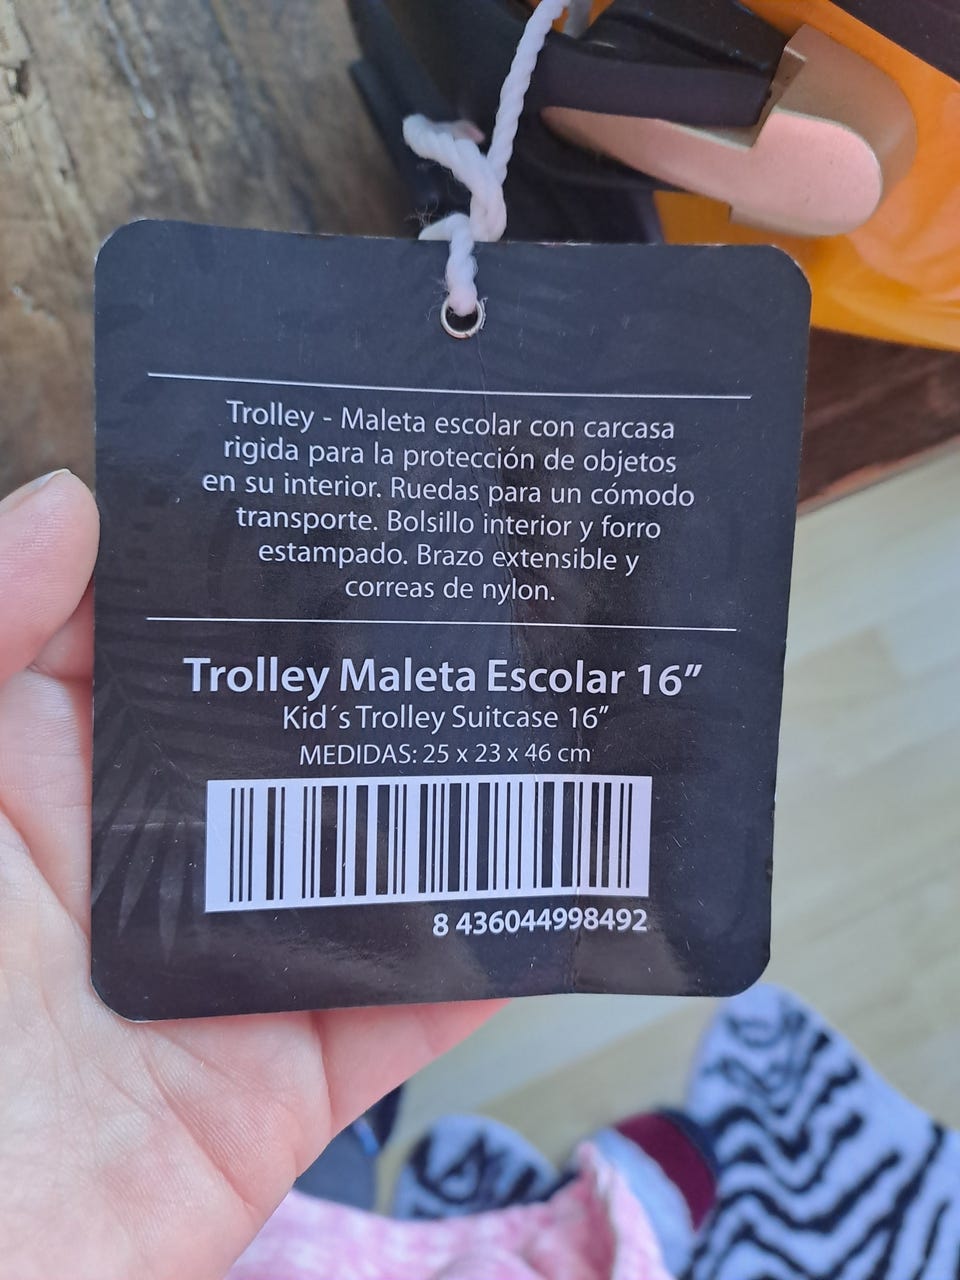 Trolley - Maleta escolar con carcasa
rigida para la protección de objetos
en su interior. Ruedas para un cómodo
transporte. Bolsillo interior y forro
estampado. Brazo extensible y
correas de nylon.
Trolley Maleta Escolar 16”
Kid´s Trolley Suitcase 16”
MEDIDAS: 25 x 23 x 46 cm
8 436044998492